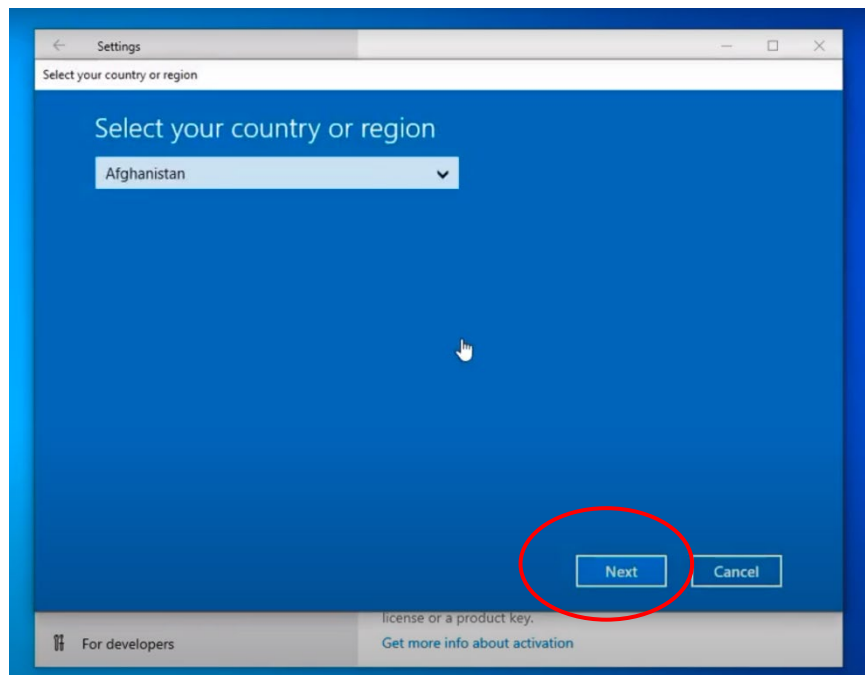 Settings
Select your country or region
Select your country or region
Afghanistan
Next
Cancel
license or a product key.
For developers
Get more info about activation